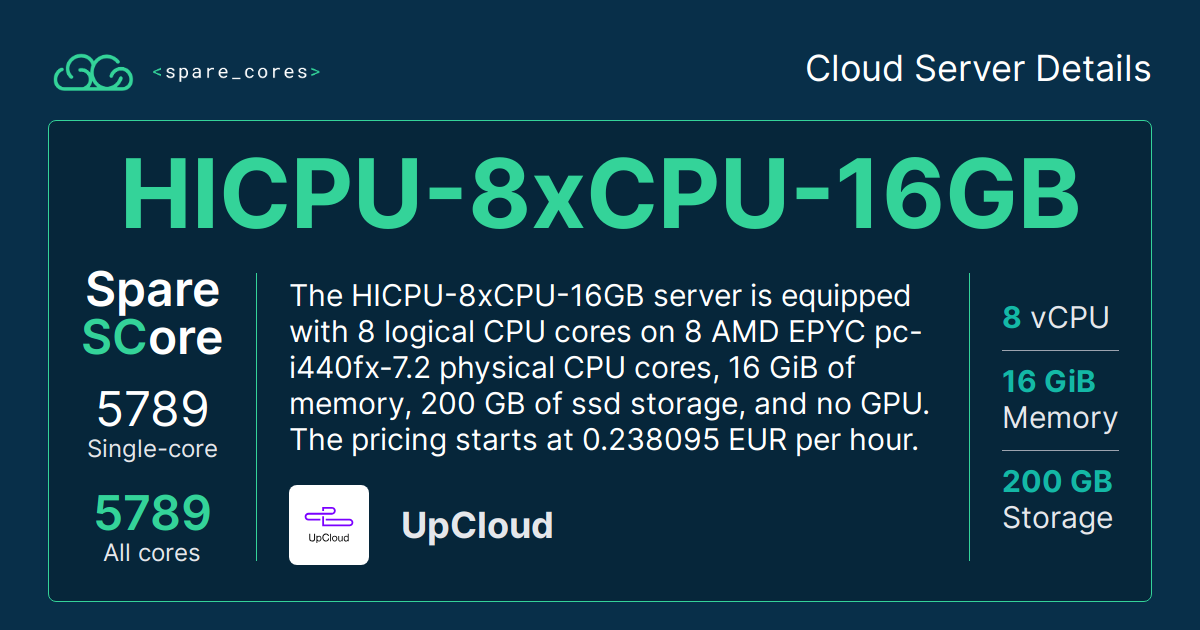 <spare_cores>
Cloud Server Details
HICPU-8xCPU-16GB
Spare
SCore
5789
Single-core
5789
All cores
The HICPU-8xCPU-16GB server is equipped
with 8 logical CPU cores on 8 AMD EPYC pc-
i440fx-7.2 physical CPU cores, 16 GiB of
memory, 200 GB of ssd storage, and no GPU.
The pricing starts at 0.238095 EUR per hour.
UpCloud
UpCloud
8 vCPU
16 GiB
Memory
200 GB
Storage